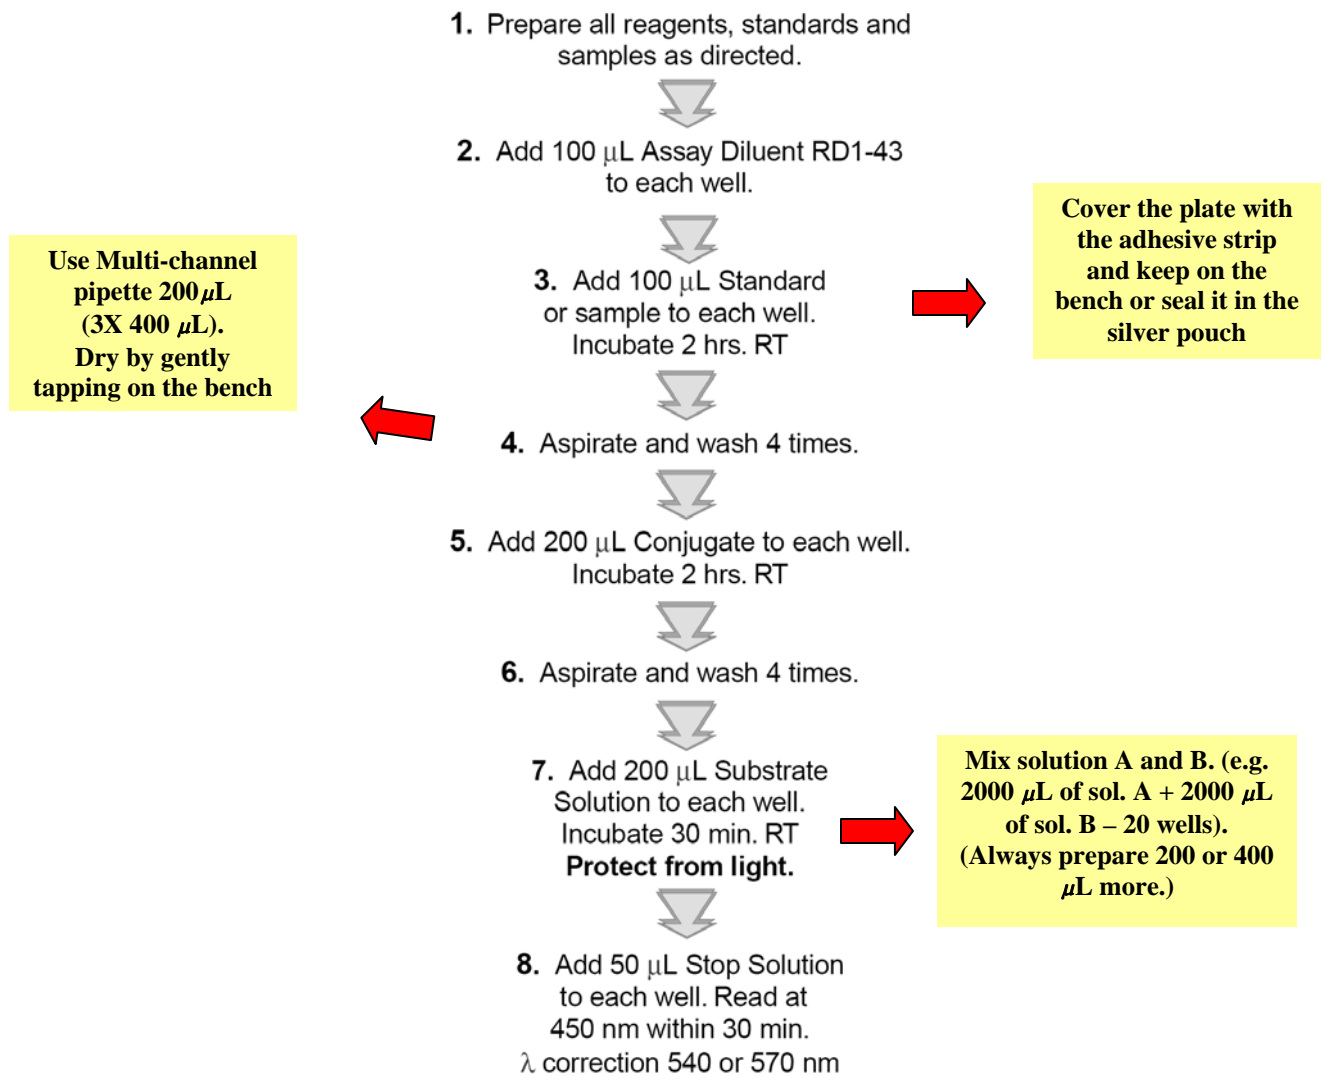 1. Prepare all reagents, standards and
samples as directed.
2. Add 100 μL Assay Diluent RD1-43
to each well.
Cover the plate with
the adhesive strip
and keep on the
bench or seal it in the
silver pouch
Use Multi-channel
pipette 200μL
(3X 400 μL).
Dry by gently
tapping on the bench
3. Add 100 μL Standard
or sample to each well.
Incubate 2 hrs. RT
4. Aspirate and wash 4 times.
5. Add 200 μL Conjugate to each well.
Incubate 2 hrs. RT
6. Aspirate and wash 4 times.
7. Add 200 μL Substrate
Solution to each well.
Incubate 30 min. RT
Protect from light.
Mix solution A and B. (e.g.
2000 μL of sol. A + 2000 μL
of sol. B – 20 wells).
(Always prepare 200 or 400
μL more.)
8. Add 50 μL Stop Solution
to each well. Read at
450 nm within 30 min.
λ correction 540 or 570 nm